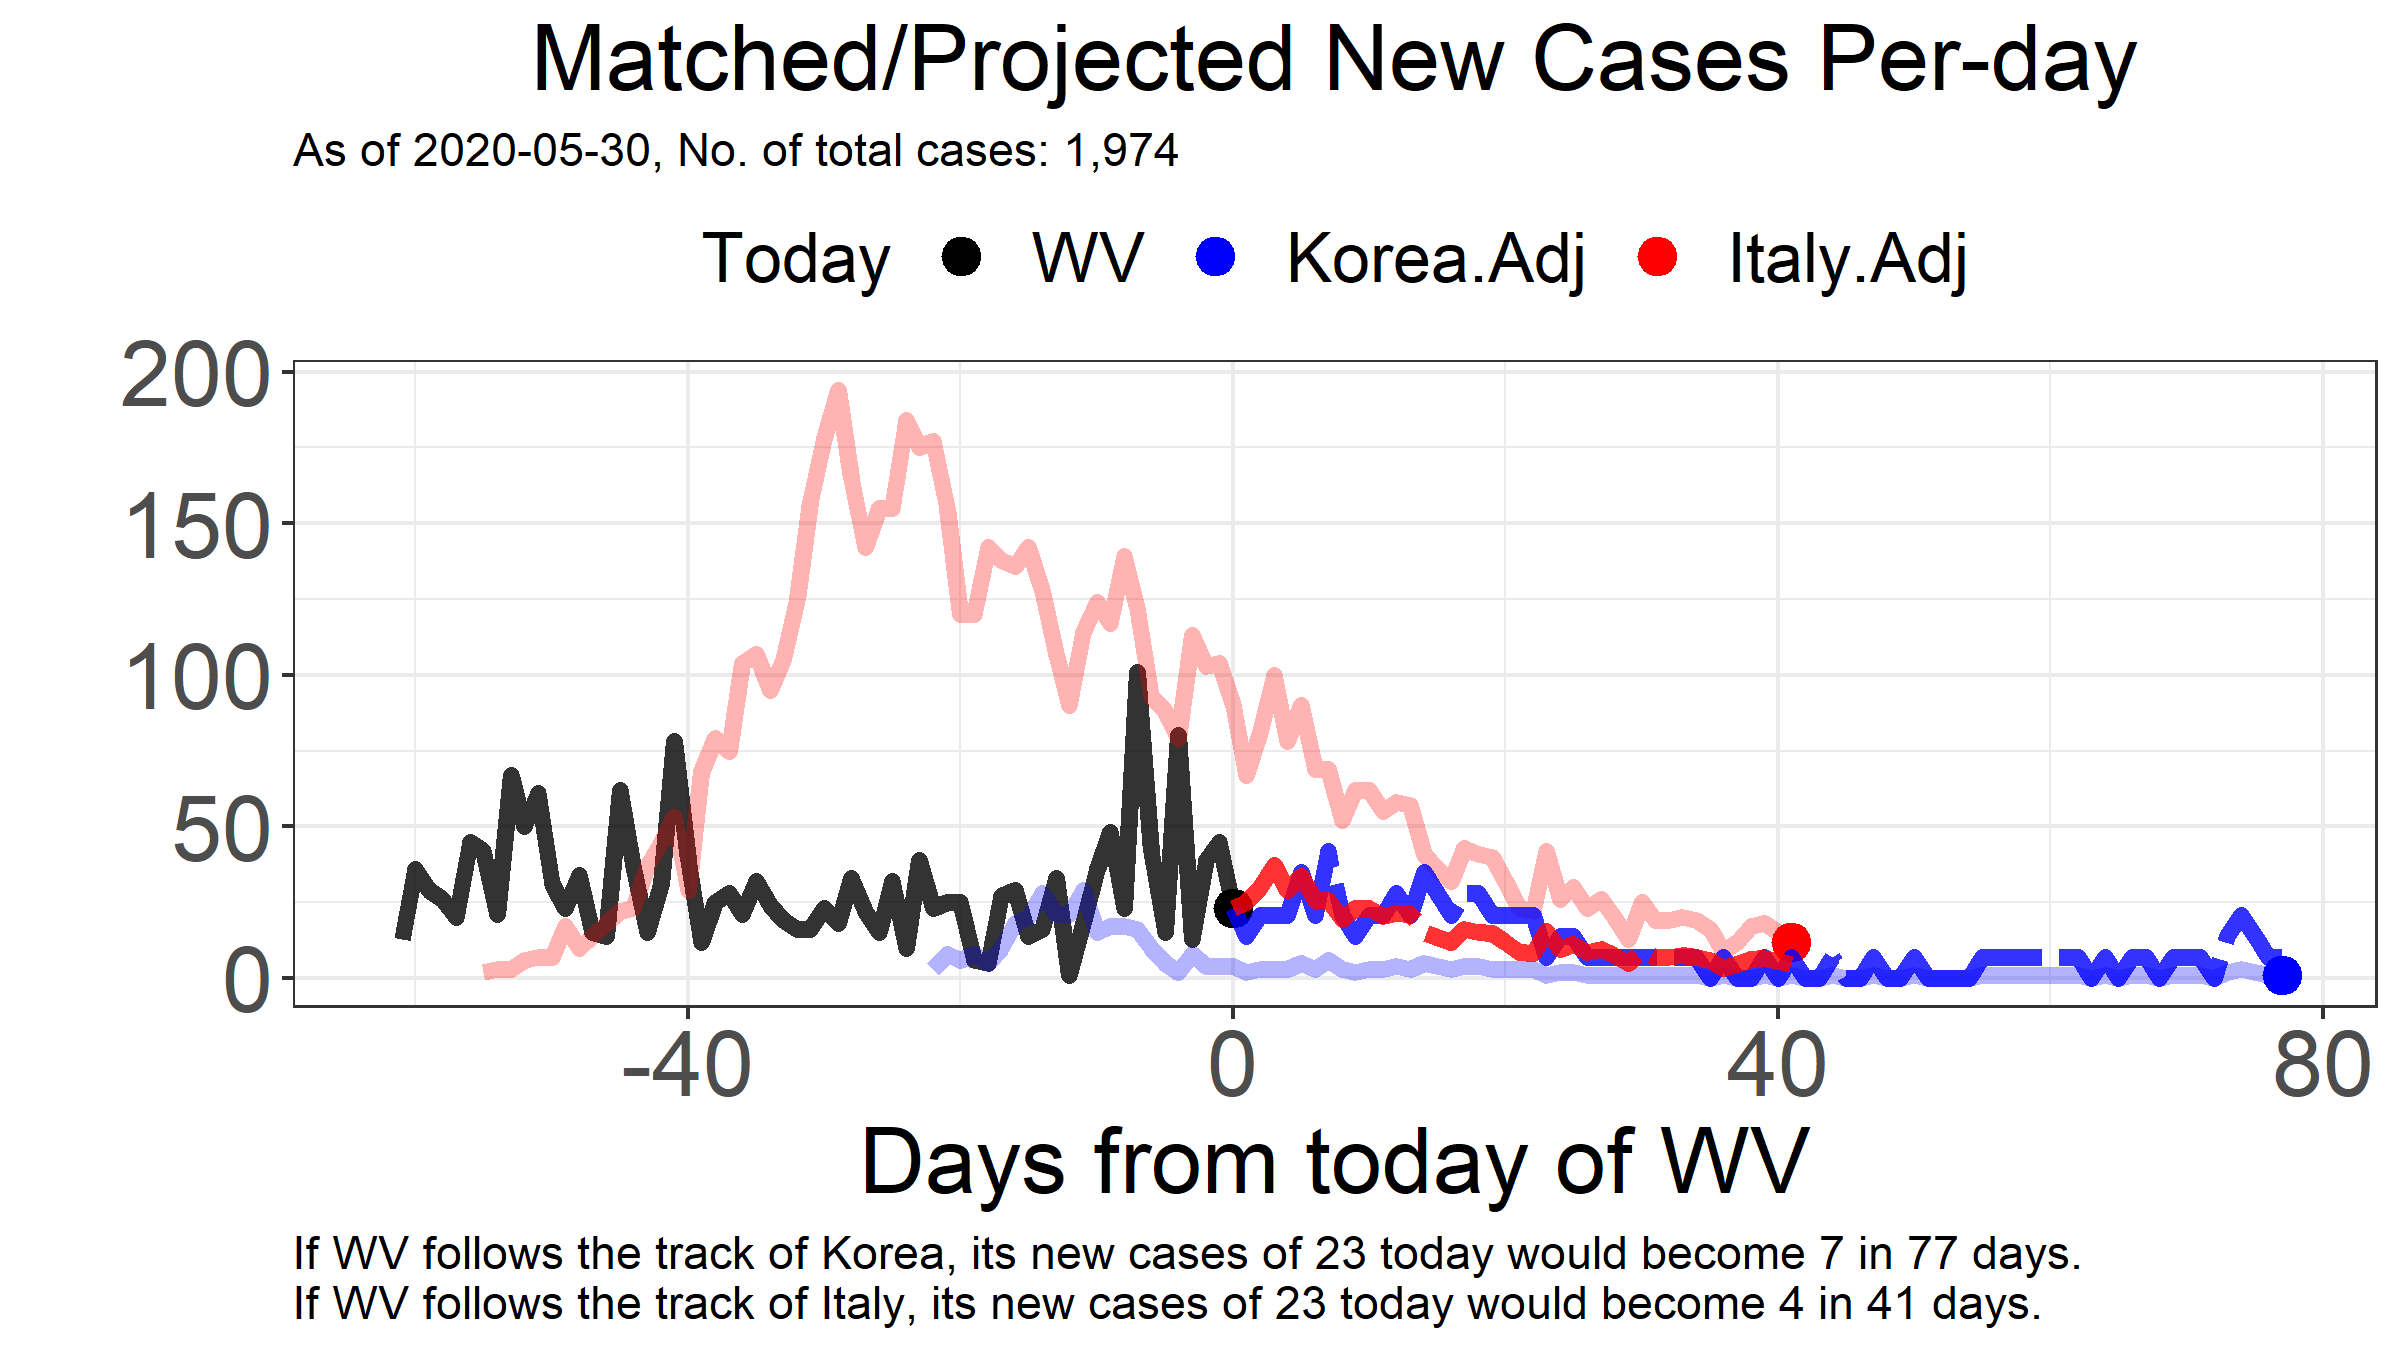 Matched/Projected New Cases Per-day
As of 2020-05-30, No. of total cases: 1,974
Today WV Korea.Adj Italy.Adj
200
150
100
50
0
-40 0 40 80
Days from today of WV
If WV follows the track of Korea, its new cases of 23 today would become 7 in 77 days.
If WV follows the track of Italy, its new cases of 23 today would become 4 in 41 days.